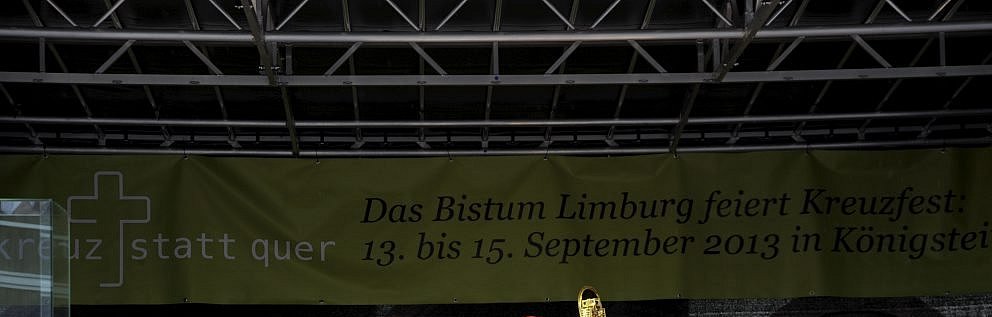 kreuz statt quer
Das Bistum Limburg feiert Kreuzfest:
13. bis 15. September 2013 in Königstei